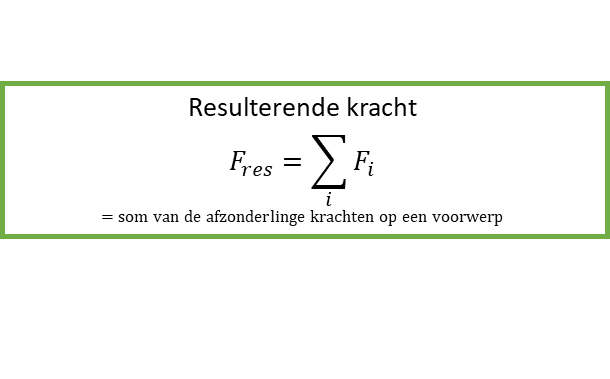 Resulterende kracht
F_res = ∑_i F_i
= som van de afzonderlinge krachten op een voorwerp